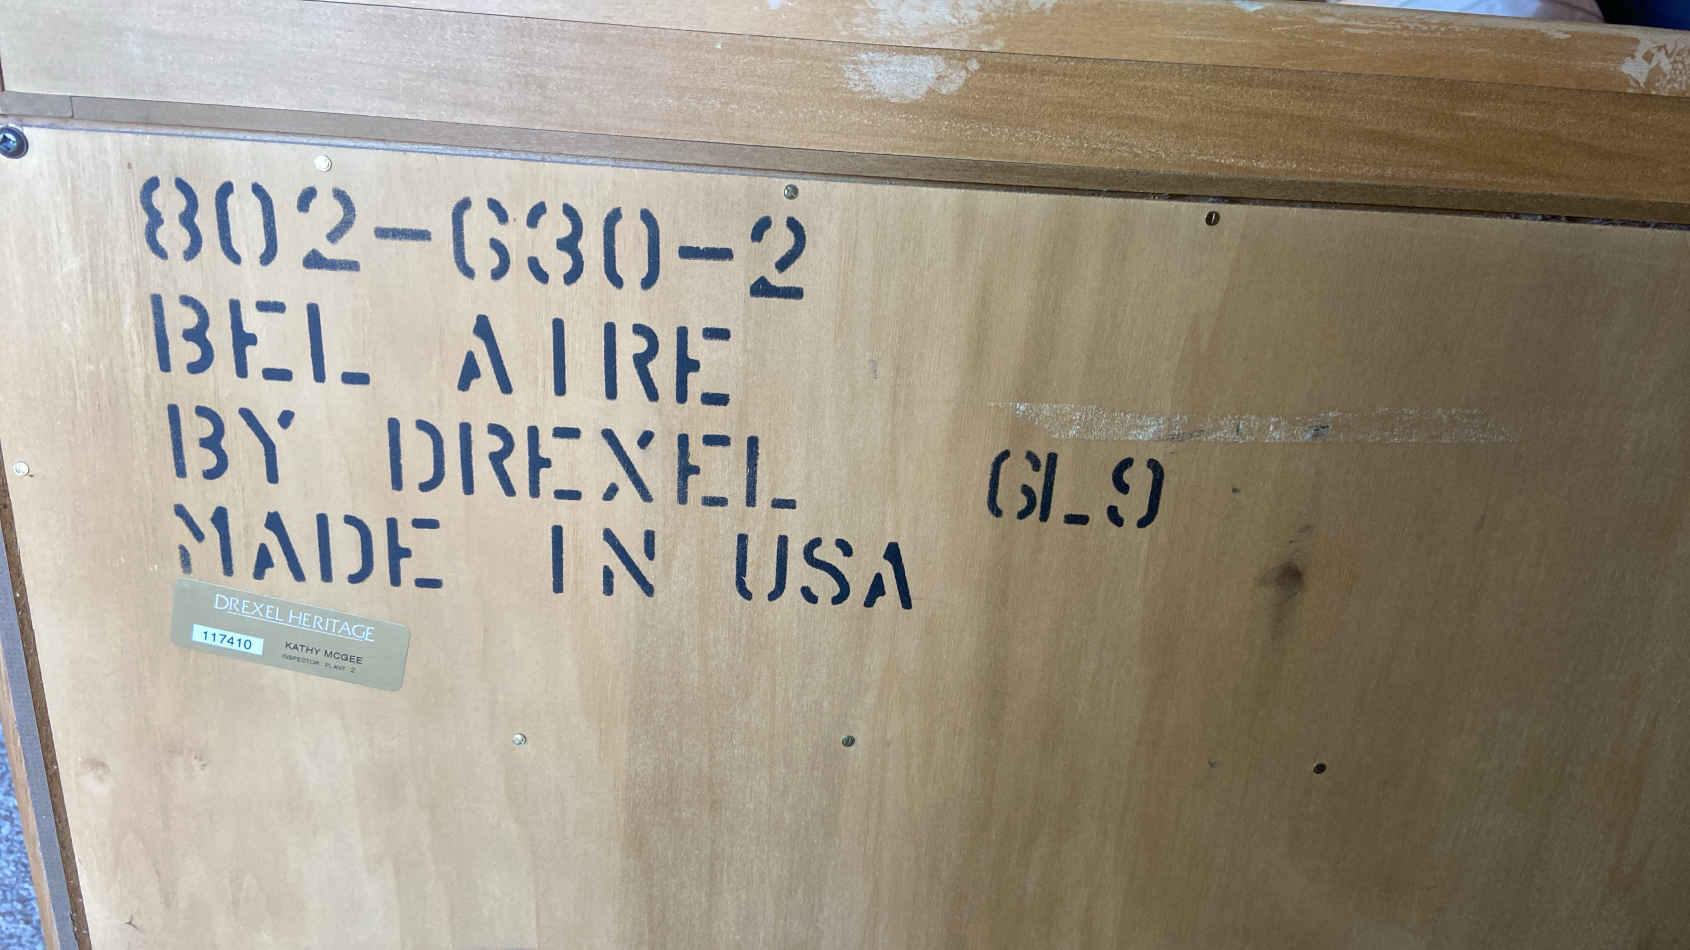 802-630-2
BEL AIRE
BY DREXEL GL9
MADE IN USA
DREXEL HERITAGE
117410 KATHY MCGEE
INSPECTOR PLANT 2